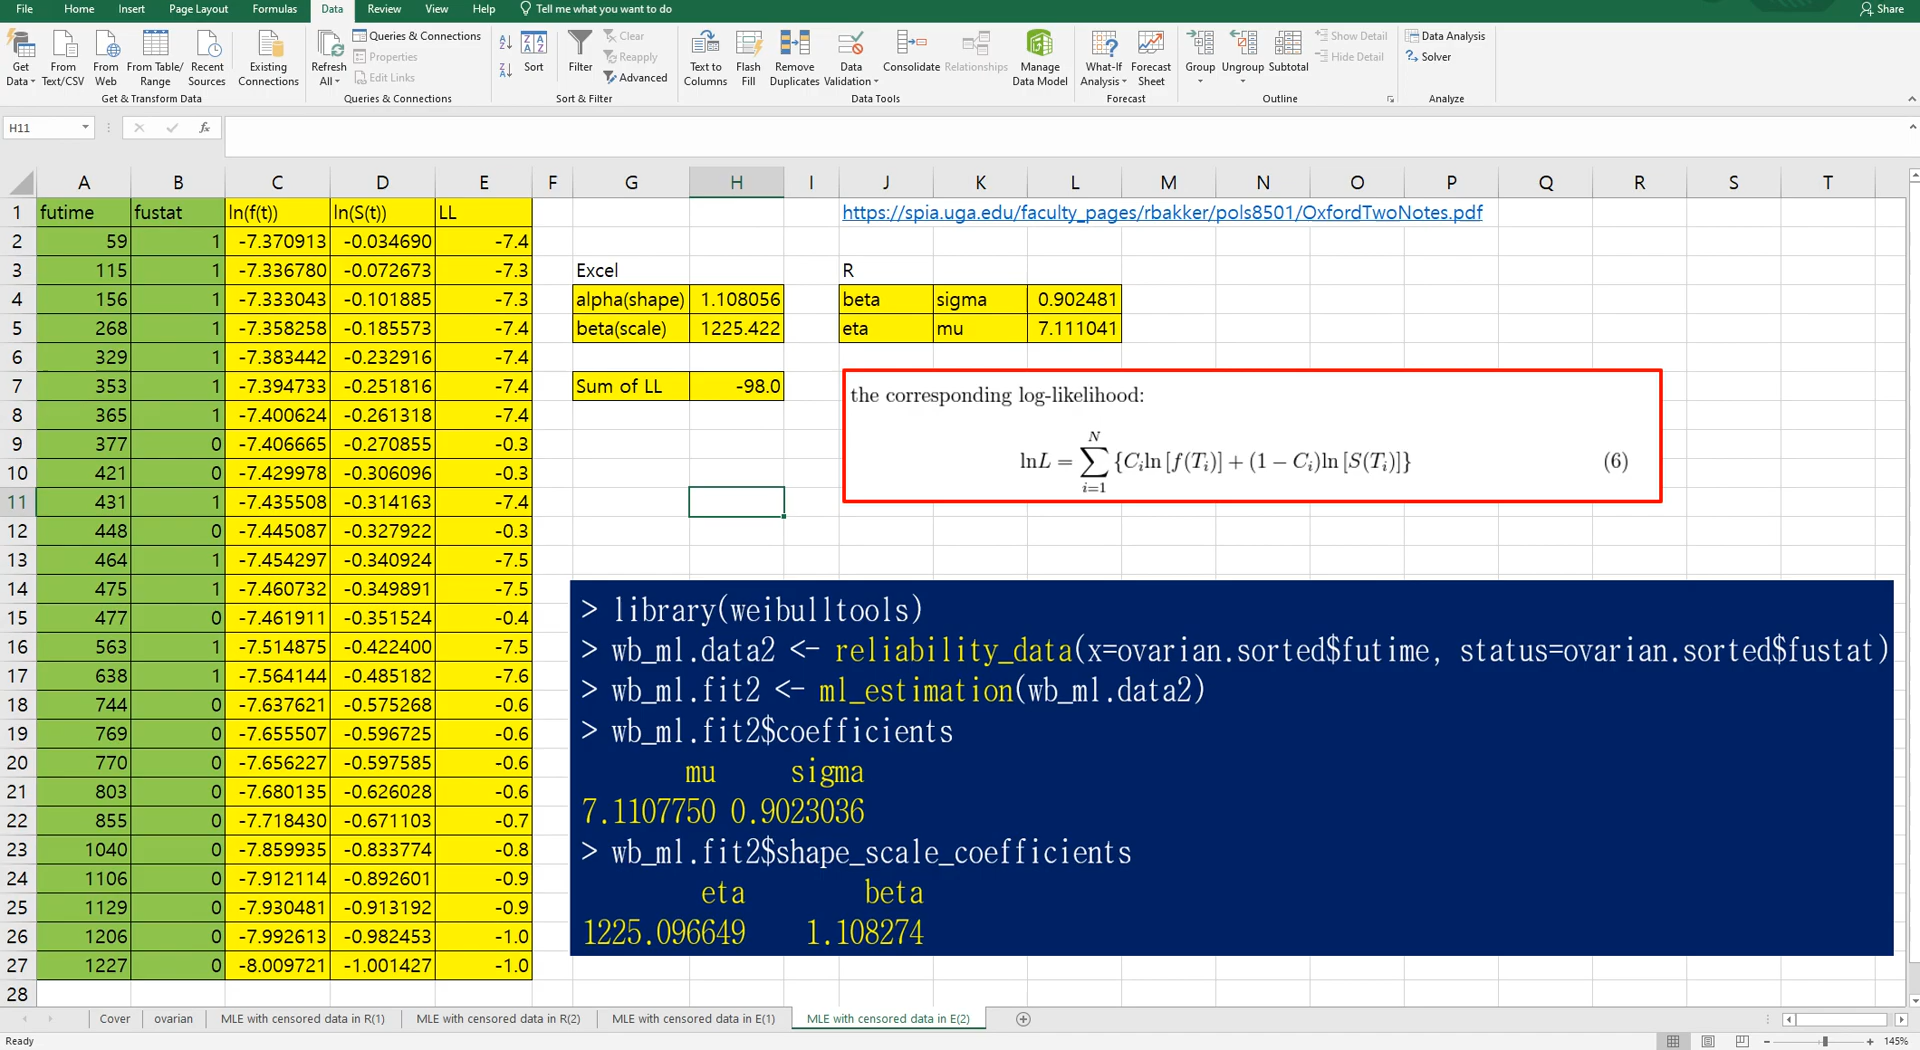 File Home Insert Page Layout Formulas Data Review View Help Tell me what you want to do Share
Get Data From Text/CSV From Web From Table/Range Recent Sources Existing Connections
Get & Transform Data
Refresh All Queries & Connections Properties Edit Links
Queries & Connections
Sort Filter Clear Reapply Advanced
Sort & Filter
Text to Columns Flash Fill Remove Duplicates Data Validation Consolidate Relationships Manage Data Model
Data Tools
What-If Analysis Forecast Sheet
Forecast
Group Ungroup Subtotal Show Detail Hide Detail
Outline
Data Analysis Solver
Analyze
H11 fx
A B C D E F G H I J K L M N O P Q R S T
1 futime fustat ln(f(t)) ln(S(t)) LL https://spia.uga.edu/faculty_pages/rbakker/pols8501/OxfordTwoNotes.pdf
2 59 1 -7.370913 -0.034690 -7.4
3 115 1 -7.336780 -0.072673 -7.3 Excel R
4 156 1 -7.333043 -0.101885 -7.3 alpha(shape) 1.108056 beta sigma 0.902481
5 268 1 -7.358258 -0.185573 -7.4 beta(scale) 1225.422 eta mu 7.111041
6 329 1 -7.383442 -0.232916 -7.4
7 353 1 -7.394733 -0.251816 -7.4 Sum of LL -98.0
8 365 1 -7.400624 -0.261318 -7.4
9 377 0 -7.406665 -0.270855 -0.3
10 421 0 -7.429978 -0.306096 -0.3
11 431 1 -7.435508 -0.314163 -7.4
12 448 0 -7.445087 -0.327922 -0.3
13 464 1 -7.454297 -0.340924 -7.5
14 475 1 -7.460732 -0.349891 -7.5
15 477 0 -7.461911 -0.351524 -0.4
16 563 1 -7.514875 -0.422400 -7.5
17 638 1 -7.564144 -0.485182 -7.6
18 744 0 -7.637621 -0.575268 -0.6
19 769 0 -7.655507 -0.596725 -0.6
20 770 0 -7.656227 -0.597585 -0.6
21 803 0 -7.680135 -0.626028 -0.6
22 855 0 -7.718430 -0.671103 -0.7
23 1040 0 -7.859935 -0.833774 -0.8
24 1106 0 -7.912114 -0.892601 -0.9
25 1129 0 -7.930481 -0.913192 -0.9
26 1206 0 -7.992613 -0.982453 -1.0
27 1227 0 -8.009721 -1.001427 -1.0
28
the corresponding log-likelihood:
lnL = ∑_{i=1}^{N} {C_i ln [f(T_i)] + (1 − C_i)ln [S(T_i)]} (6)
> library(weibulltools)
> wb_ml.data2 <- reliability_data(x=ovarian.sorted$futime, status=ovarian.sorted$fustat)
> wb_ml.fit2 <- ml_estimation(wb_ml.data2)
> wb_ml.fit2$coefficients
mu sigma
7.1107750 0.9023036
> wb_ml.fit2$shape_scale_coefficients
eta beta
1225.096649 1.108274
Cover ovarian MLE with censored data in R(1) MLE with censored data in R(2) MLE with censored data in E(1) MLE with censored data in E(2)
Ready 145%